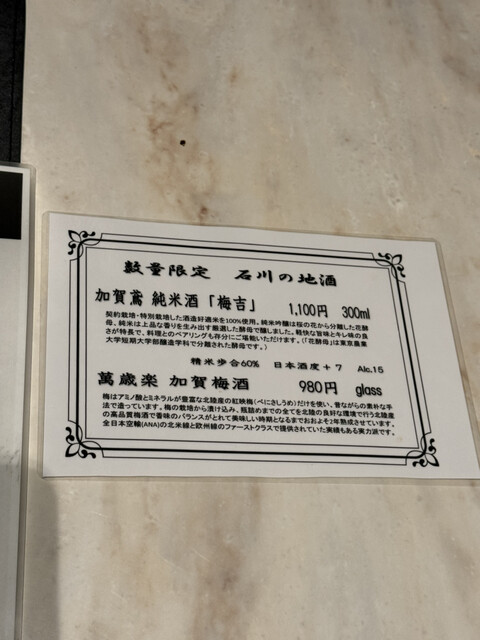 数量限定 石川の地酒
加賀鳶 純米酒「梅吉」 1,100円 300ml
契約栽培・特別栽培した酒造好適米を100%使用。純米吟醸は桜の花から分離した花酵
母、純米は上品な香りを生み出す厳選した酵母で醸しました。軽快な旨味とキレ味の良
さが特長で、料理とのペアリングも存分にご堪能いただけます。(「花酵母」は東京農業
大学短期大学部醸造学科で分離された酵母です。)
精米歩合60% 日本酒度+7 Alc.15
萬歳楽 加賀梅酒 980円 glass
梅はアミノ酸とミネラルが豊富な北陸産の紅映梅(べにさしうめ)だけを使い、昔ながらの素朴な手
法で造っています。梅の栽培から漬け込み、瓶詰めまでの全てを北陸の良好な環境で行う北陸産
の高品質梅酒で香味のバランスがとれて美味しい時期となるまでおおよそ2年熟成させています。
全日本空輸(ANA)の北米線と欧州線のファーストクラスで提供されていた実績もある実力派です。